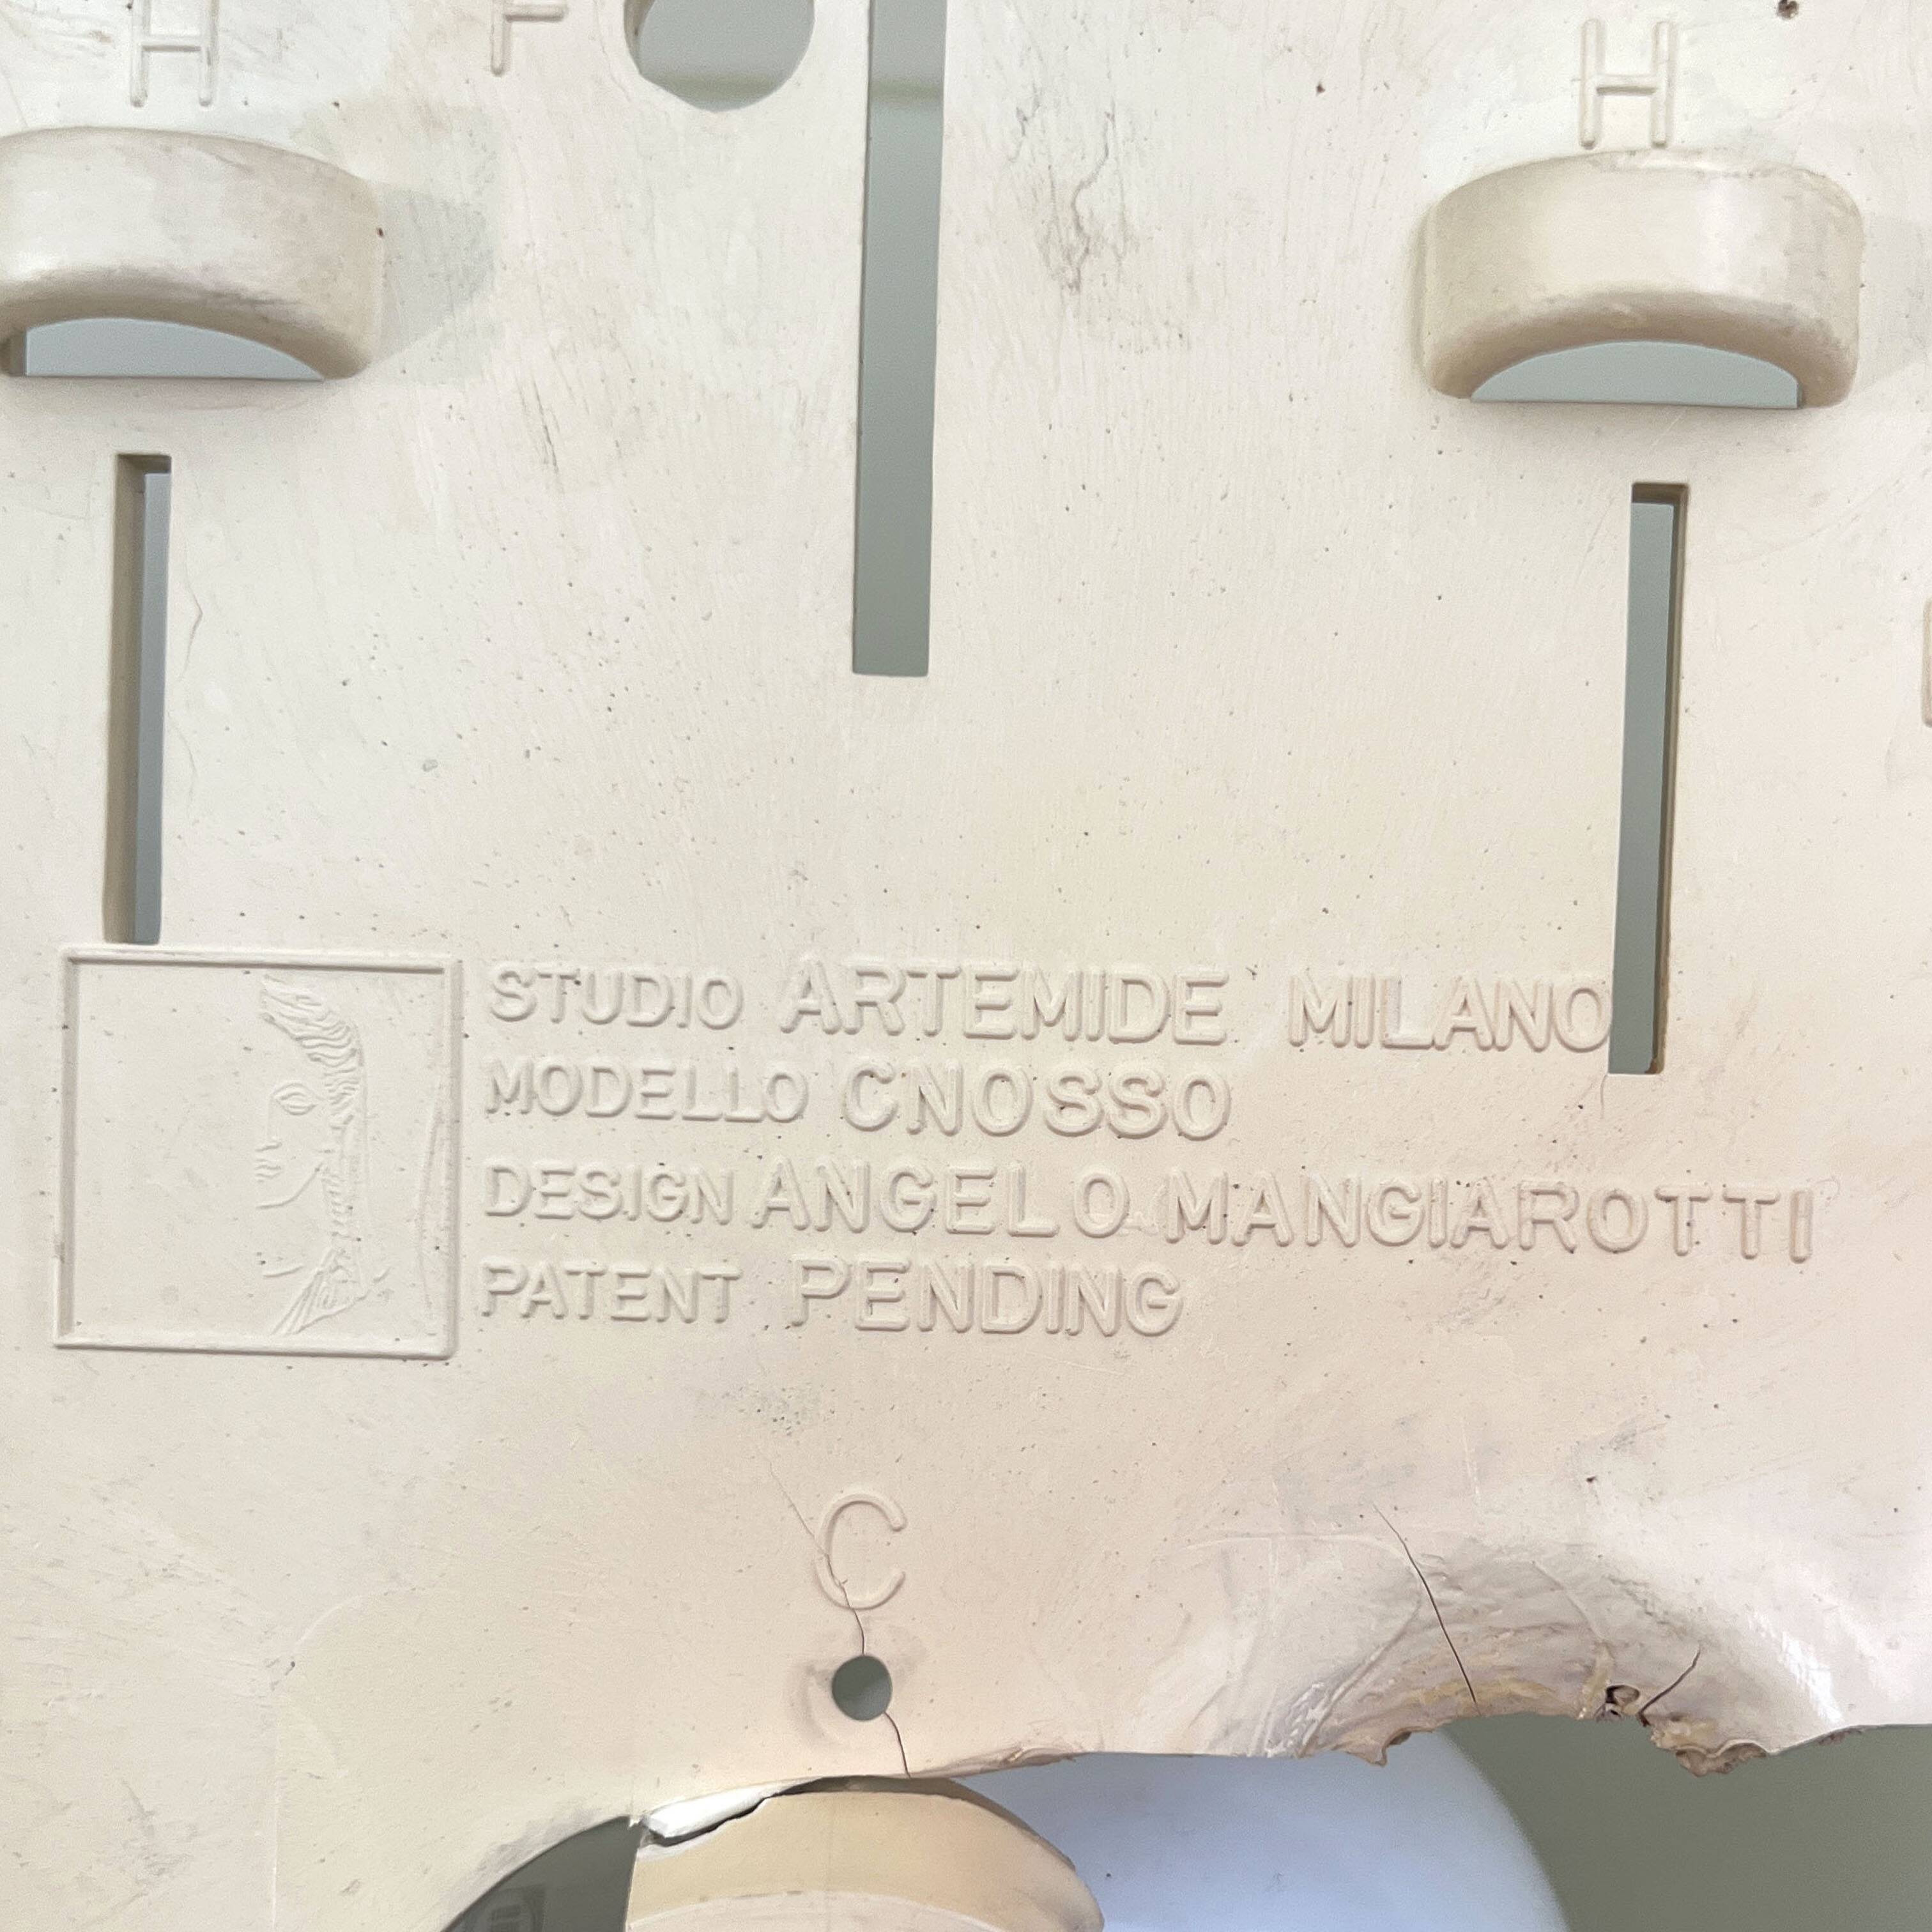 H F H
STUDIO ARTEMIDE MILANO
MODELLO CNOSSO
DESIGN ANGELO MANGIAROTTI
PATENT PENDING
C